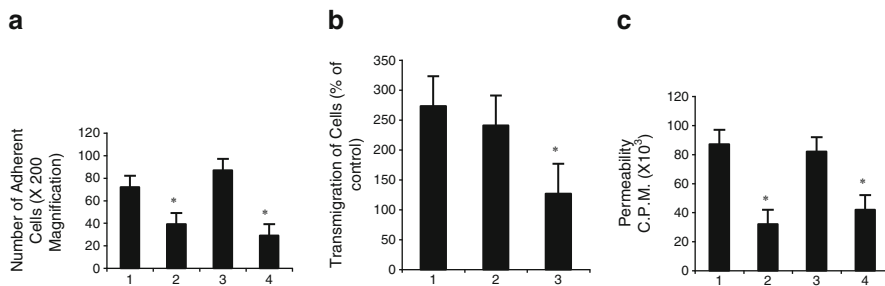 a
Number of Adherent
Cells (X 200
Magnification)
120
100
80
60
40
20
0
*
*
1 2 3 4
b
Transmigration of Cells (% of
control)
350
300
250
200
150
100
50
0
*
1 2 3
c
Permeability
C.P.M. (X10³)
120
100
80
60
40
20
0
*
*
1 2 3 4